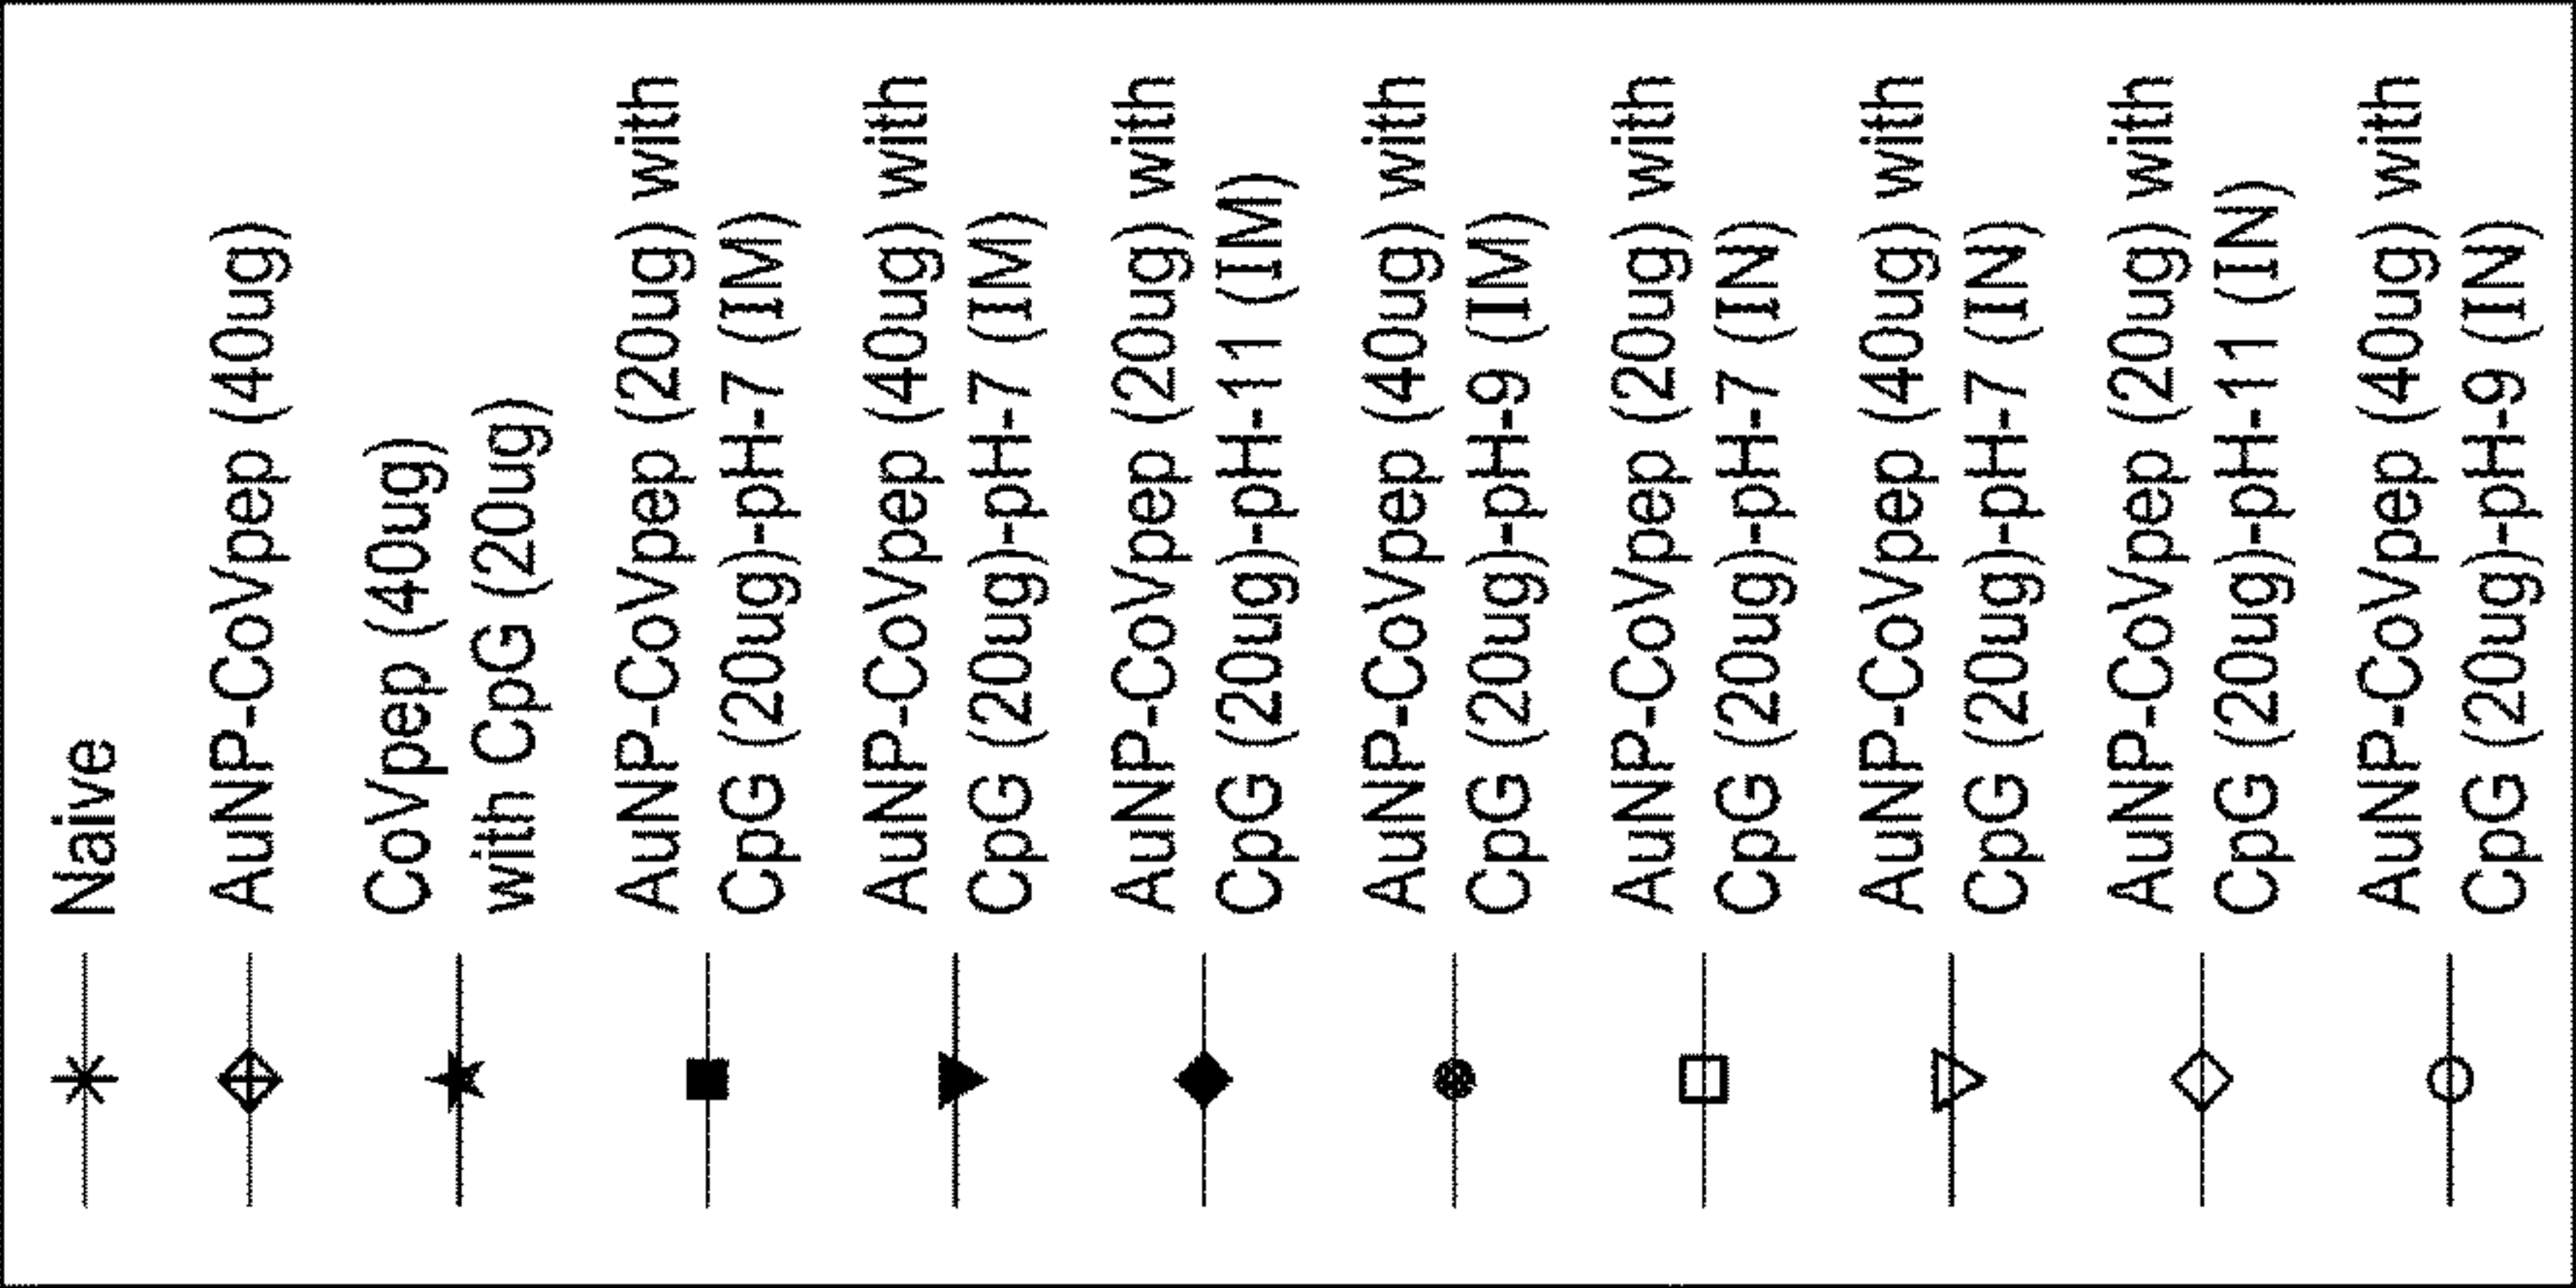 Naive
AuNP-CoVpep (40ug)
CoVpep (40ug)
with CpG (20ug)
AuNP-CoVpep (20ug) with
CpG (20ug)-pH-7 (IM)
AuNP-CoVpep (40ug) with
CpG (20ug)-pH-7 (IM)
AuNP-CoVpep (20ug) with
CpG (20ug)-pH-11 (IM)
AuNP-CoVpep (40ug) with
CpG (20ug)-pH-9 (IM)
AuNP-CoVpep (20ug) with
CpG (20ug)-pH-7 (IN)
AuNP-CoVpep (40ug) with
CpG (20ug)-pH-7 (IN)
AuNP-CoVpep (20ug) with
CpG (20ug)-pH-11 (IN)
AuNP-CoVpep (40ug) with
CpG (20ug)-pH-9 (IN)